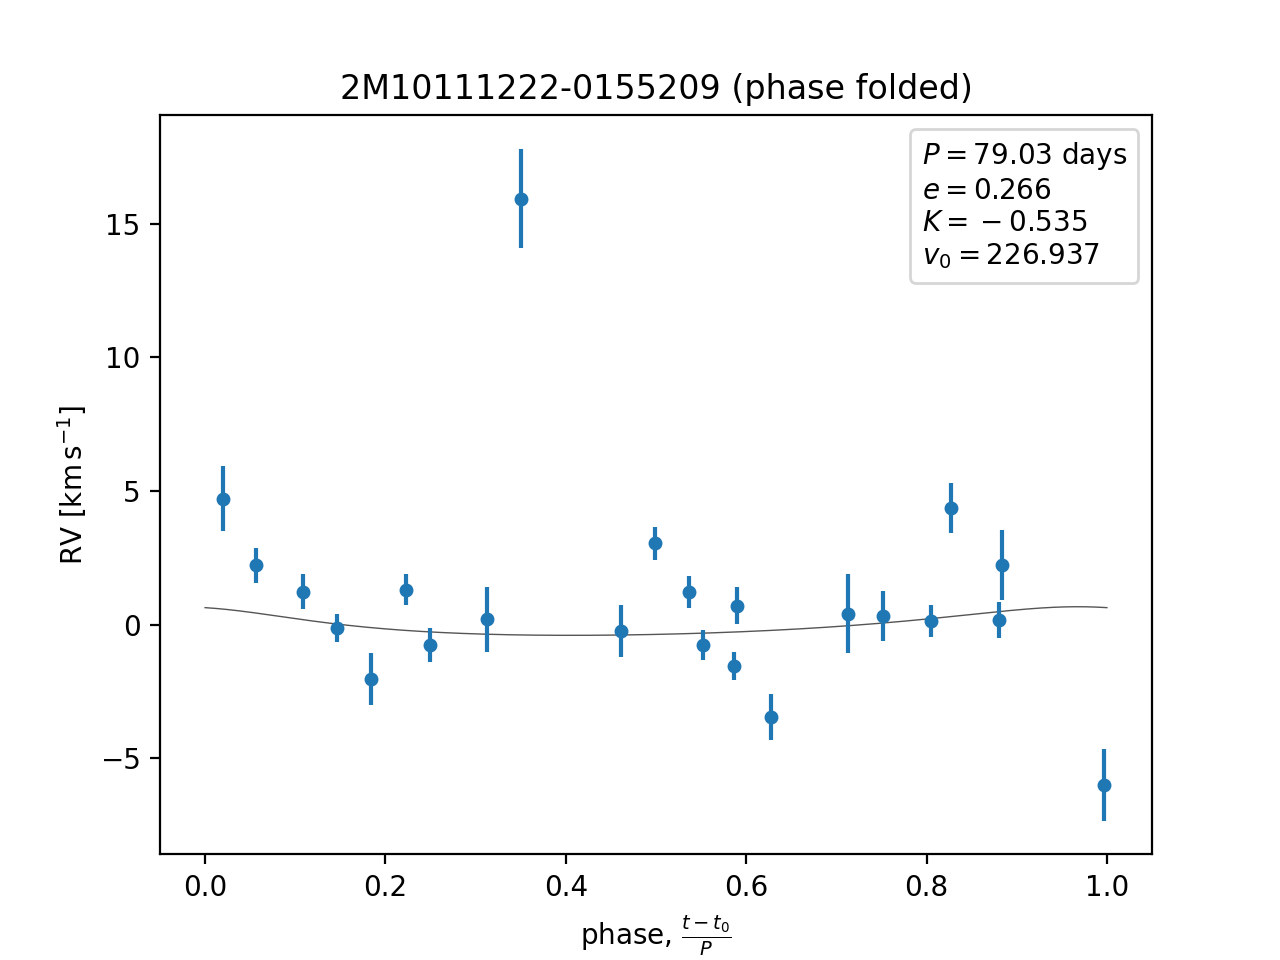 2M10111222-0155209 (phase folded)
P = 79.03 days
e = 0.266
K = −0.535
v₀ = 226.937
15
10
5
0
−5
RV [km s⁻¹]
0.0 0.2 0.4 0.6 0.8 1.0
phase, (t − t₀)/P